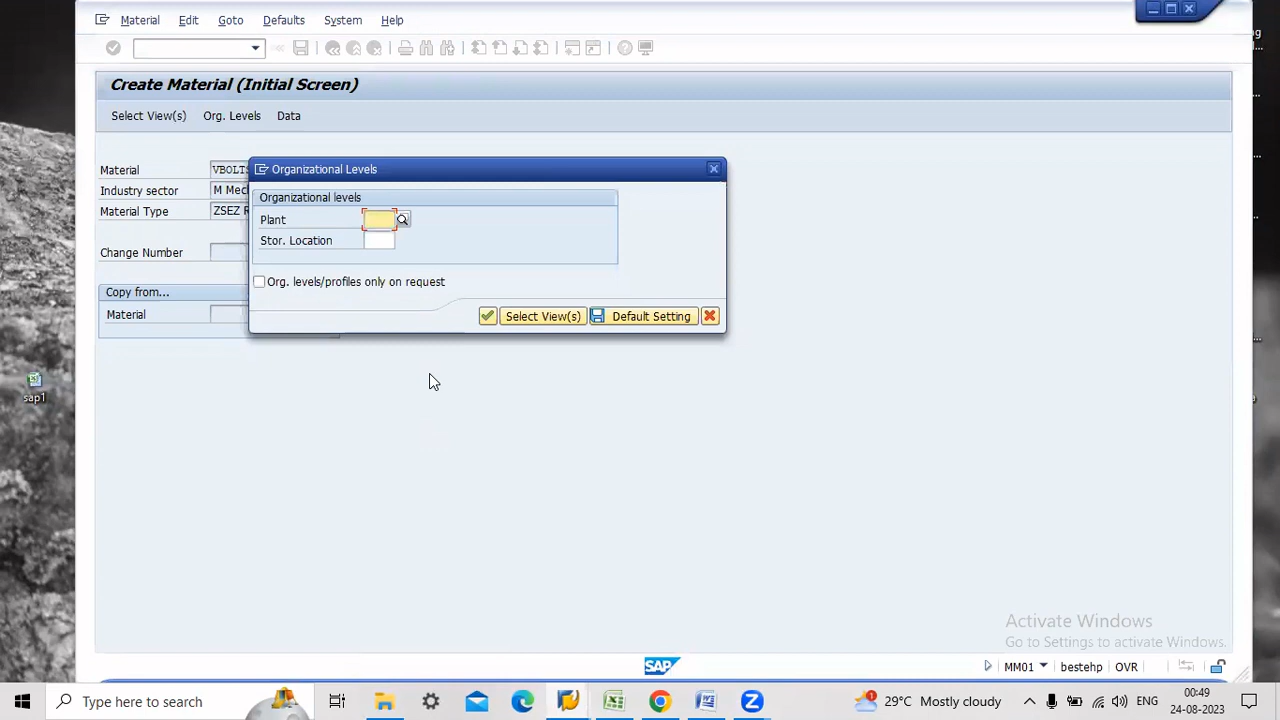 Material Edit Goto Defaults System Help
Create Material (Initial Screen)
Select View(s) Org. Levels Data
Organizational Levels
Material VBOLTS
Industry sector M Mec
Material Type ZSEZ R
Organizational levels
Plant
Stor. Location
Change Number
Org. levels/profiles only on request
Copy from...
Material
Select View(s) Default Setting
sap1
Activate Windows
Go to Settings to activate Windows.
SAP MM01 bestehp OVR
Type here to search 29°C Mostly cloudy ENG 00:49
24-08-2023